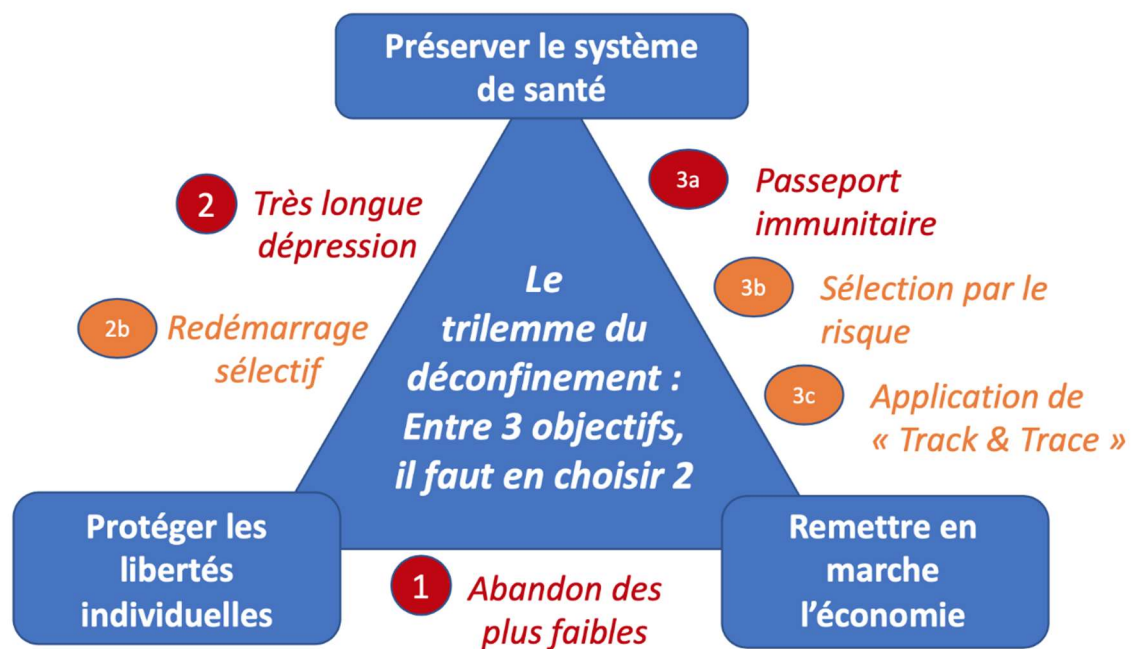 Préserver le système
de santé
2
Très longue
dépression
3a
Passeport
immunitaire
2b
Redémarrage
sélectif
3b
Sélection par le
risque
3c
Application de
« Track & Trace »
Le
trilemme du
déconfinement :
Entre 3 objectifs,
il faut en choisir 2
Protéger les
libertés
individuelles
1
Abandon des
plus faibles
Remettre en
marche
l’économie